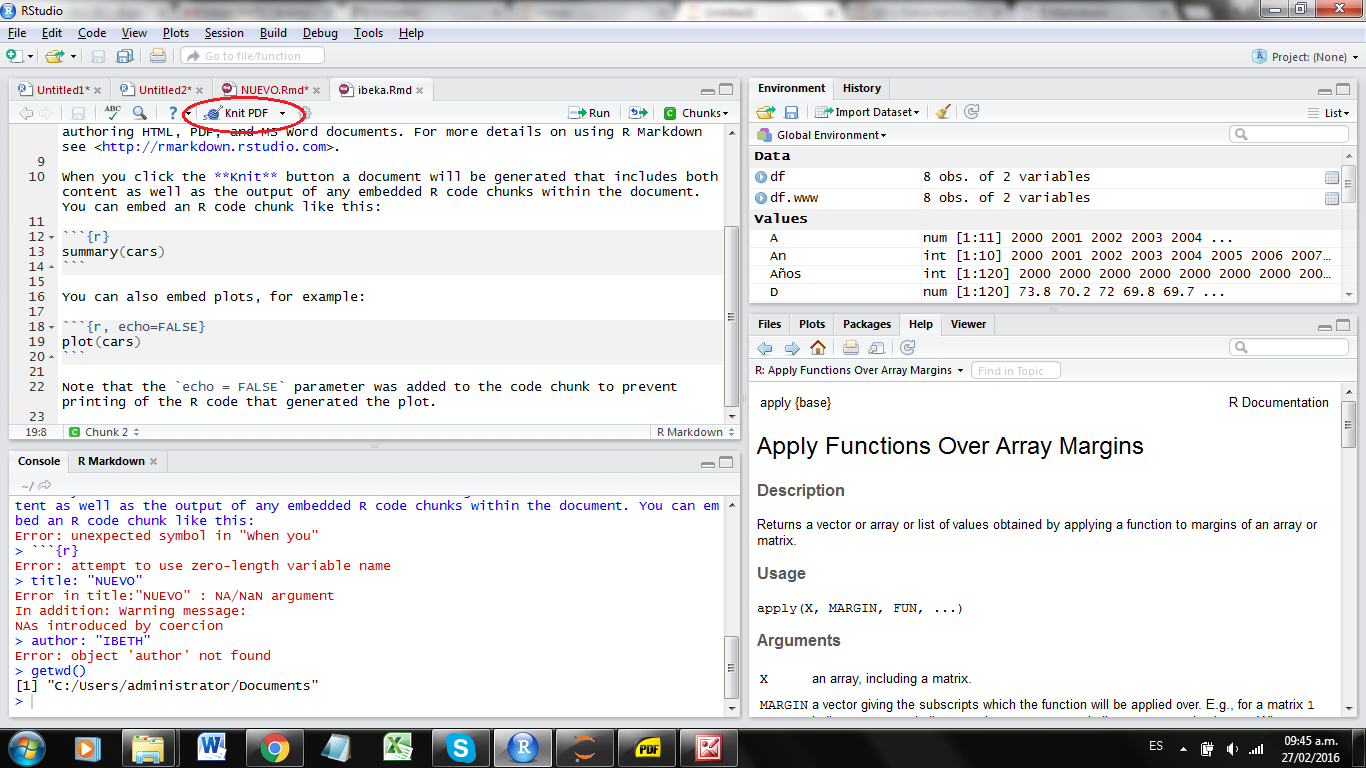 RStudio
File Edit Code View Plots Session Build Debug Tools Help
Go to file/function
Project: (None)
Untitled1* Untitled2* NUEVO.Rmd* ibeka.Rmd
ABC ? Knit PDF Run Chunks
authoring HTML, PDF, and MS Word documents. For more details on using R Markdown
see <http://rmarkdown.rstudio.com>.
9
10 When you click the **Knit** button a document will be generated that includes both
content as well as the output of any embedded R code chunks within the document.
You can embed an R code chunk like this:
11
12 ```{r}
13 summary(cars)
14 ```
15
16 You can also embed plots, for example:
17
18 ```{r, echo=FALSE}
19 plot(cars)
20 ```
21
22 Note that the `echo = FALSE` parameter was added to the code chunk to prevent
printing of the R code that generated the plot.
23
19:8 C Chunk 2 R Markdown
Console R Markdown
~/
tent as well as the output of any embedded R code chunks within the document. You can em
bed an R code chunk like this:
Error: unexpected symbol in "When you"
> ```{r}
Error: attempt to use zero-length variable name
> title: "NUEVO"
Error in title:"NUEVO" : NA/NaN argument
In addition: Warning message:
NAs introduced by coercion
> author: "IBETH"
Error: object 'author' not found
> getwd()
[1] "C:/Users/administrator/Documents"
>
Environment History
Import Dataset List
Global Environment
Data
df 8 obs. of 2 variables
df.www 8 obs. of 2 variables
Values
A num [1:11] 2000 2001 2002 2003 2004 ...
An int [1:10] 2000 2001 2002 2003 2004 2005 2006 2007…
Años int [1:120] 2000 2000 2000 2000 2000 2000 2000 200…
D num [1:120] 73.8 70.2 72 69.8 69.7 ...
Files Plots Packages Help Viewer
R: Apply Functions Over Array Margins Find in Topic
apply {base} R Documentation
Apply Functions Over Array Margins
Description
Returns a vector or array or list of values obtained by applying a function to margins of an array or
matrix.
Usage
apply(X, MARGIN, FUN, ...)
Arguments
X an array, including a matrix.
MARGIN a vector giving the subscripts which the function will be applied over. E.g., for a matrix 1
PDF
ES 09:45 a.m.
27/02/2016